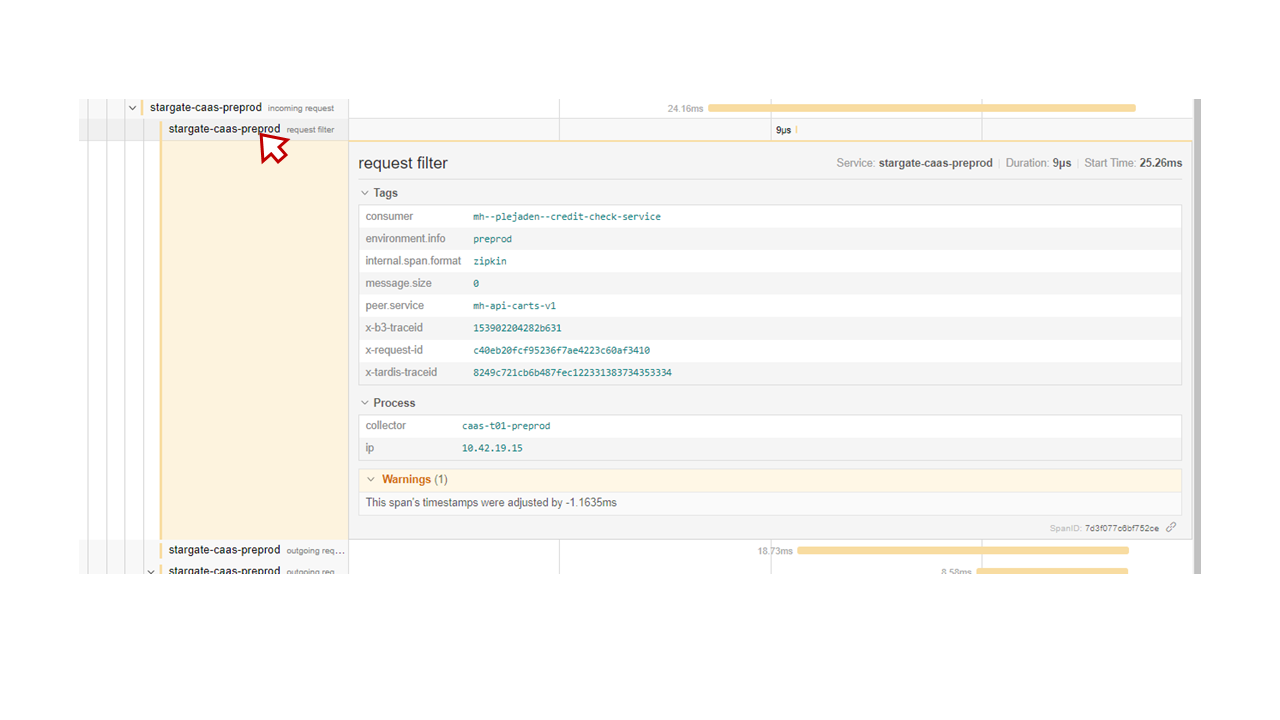 stargate-caas-preprod incoming request 24.16ms
stargate-caas-preprod request filter 9μs
request filter Service: stargate-caas-preprod Duration: 9μs Start Time: 25.26ms
Tags
consumer mh--plejaden--credit-check-service
environment.info preprod
internal.span.format zipkin
message.size 0
peer.service mh-api-carts-v1
x-b3-traceid 153902204282b631
x-request-id c40eb20fcf95236f7ae4223c60af3410
x-tardis-traceid 8249c721cb6b487fec122331383734353334
Process
collector caas-t01-preprod
ip 10.42.19.15
Warnings (1)
This span's timestamps were adjusted by -1.1635ms
SpanID: 7d3f077c6bf752ce
stargate-caas-preprod outgoing req... 18.73ms
stargate-caas-preprod outgoing req 8.58ms